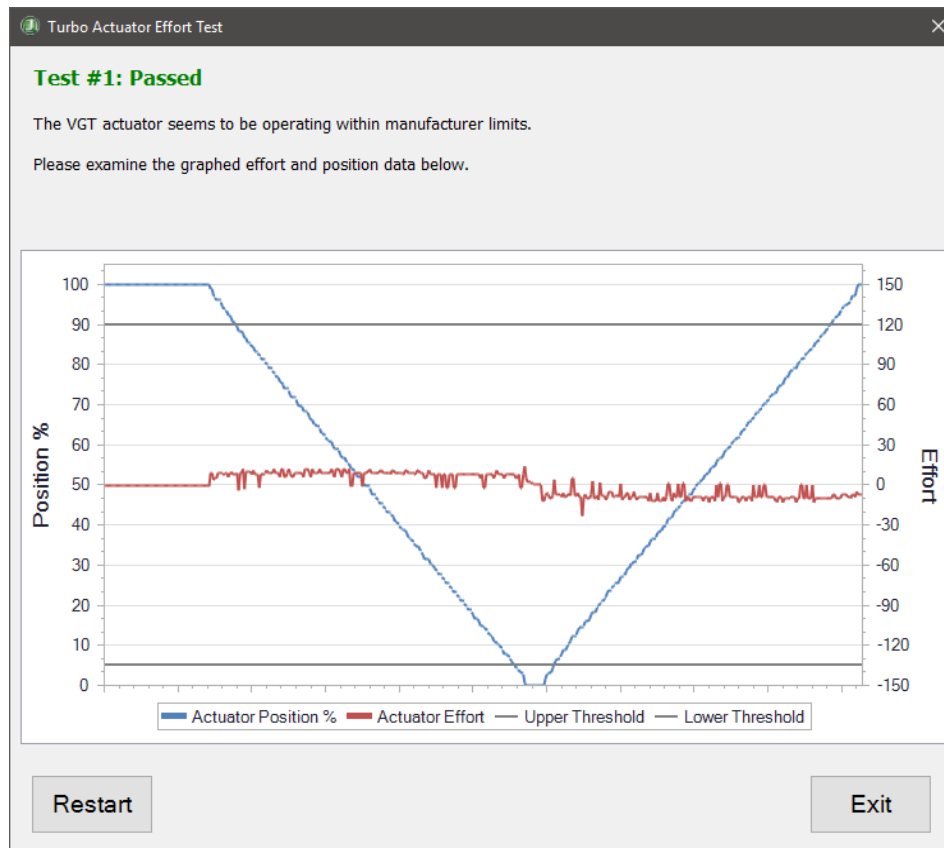 Turbo Actuator Effort Test
Test #1: Passed
The VGT actuator seems to be operating within manufacturer limits.
Please examine the graphed effort and position data below.
100
90
80
70
60
50
40
30
20
10
0
Position %
150
120
90
60
30
0
-30
-60
-90
-120
-150
Effort
Actuator Position % Actuator Effort Upper Threshold Lower Threshold
Restart Exit